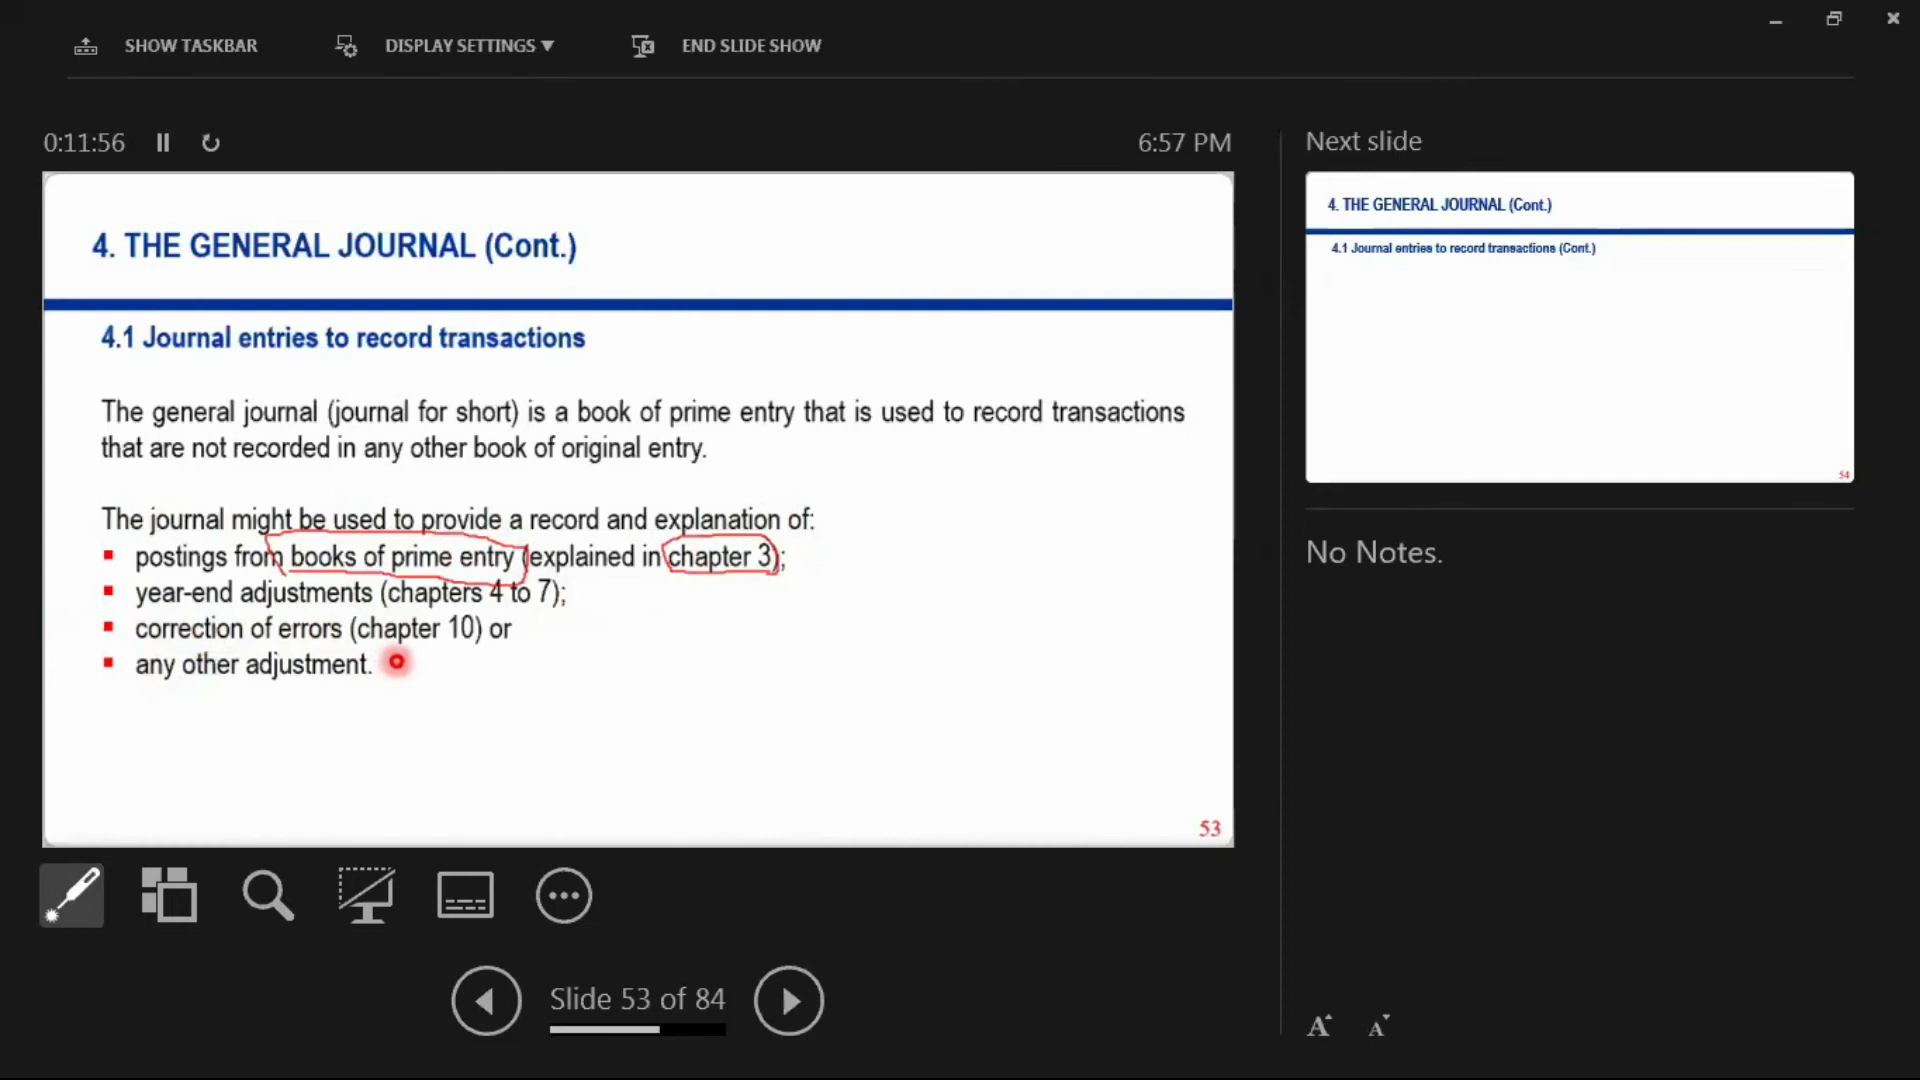 SHOW TASKBAR
DISPLAY SETTINGS ▼
END SLIDE SHOW
0:11:56
6:57 PM
4. THE GENERAL JOURNAL (Cont.)
4.1 Journal entries to record transactions
The general journal (journal for short) is a book of prime entry that is used to record transactions
that are not recorded in any other book of original entry.
The journal might be used to provide a record and explanation of:
▪ postings from books of prime entry (explained in chapter 3);
▪ year-end adjustments (chapters 4 to 7);
▪ correction of errors (chapter 10) or
▪ any other adjustment.
53
Slide 53 of 84
Next slide
4. THE GENERAL JOURNAL (Cont.)
4.1 Journal entries to record transactions (Cont.)
54
No Notes.
A A